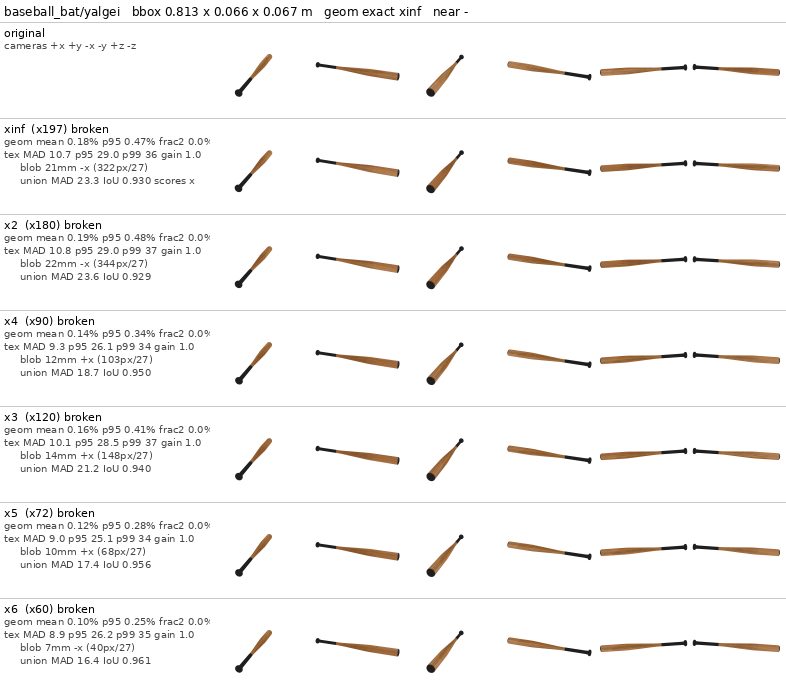 baseball_bat/yalgei bbox 0.813 x 0.066 x 0.067 m geom exact xinf near -
original
cameras +x +y -x -y +z -z
xinf (x197) broken
geom mean 0.18% p95 0.47% frac2 0.0%
tex MAD 10.7 p95 29.0 p99 36 gain 1.0
blob 21mm -x (322px/27)
union MAD 23.3 IoU 0.930 scores x
x2 (x180) broken
geom mean 0.19% p95 0.48% frac2 0.0%
tex MAD 10.8 p95 29.0 p99 37 gain 1.0
blob 22mm -x (344px/27)
union MAD 23.6 IoU 0.929
x4 (x90) broken
geom mean 0.14% p95 0.34% frac2 0.0%
tex MAD 9.3 p95 26.1 p99 34 gain 1.0
blob 12mm +x (103px/27)
union MAD 18.7 IoU 0.950
x3 (x120) broken
geom mean 0.16% p95 0.41% frac2 0.0%
tex MAD 10.1 p95 28.5 p99 37 gain 1.0
blob 14mm +x (148px/27)
union MAD 21.2 IoU 0.940
x5 (x72) broken
geom mean 0.12% p95 0.28% frac2 0.0%
tex MAD 9.0 p95 25.1 p99 34 gain 1.0
blob 10mm +x (68px/27)
union MAD 17.4 IoU 0.956
x6 (x60) broken
geom mean 0.10% p95 0.25% frac2 0.0%
tex MAD 8.9 p95 26.2 p99 35 gain 1.0
blob 7mm -x (40px/27)
union MAD 16.4 IoU 0.961